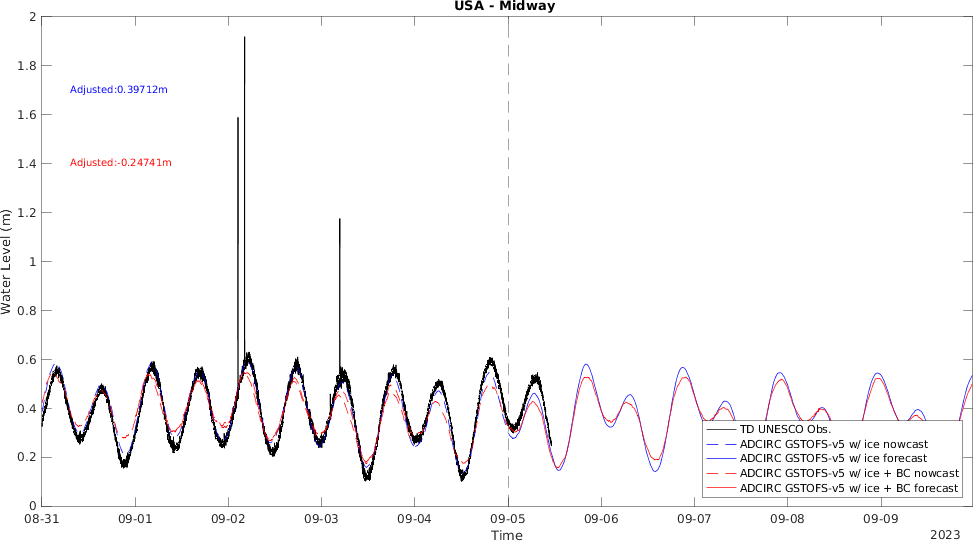 USA - Midway
2
1.8
1.6
1.4
1.2
1
0.8
0.6
0.4
0.2
0
Water Level (m)
Adjusted:0.39712m
Adjusted:-0.24741m
TD UNESCO Obs.
ADCIRC GSTOFS-v5 w/ ice nowcast
ADCIRC GSTOFS-v5 w/ ice forecast
ADCIRC GSTOFS-v5 w/ ice + BC nowcast
ADCIRC GSTOFS-v5 w/ ice + BC forecast
08-31 09-01 09-02 09-03 09-04 09-05 09-06 09-07 09-08 09-09
Time
2023